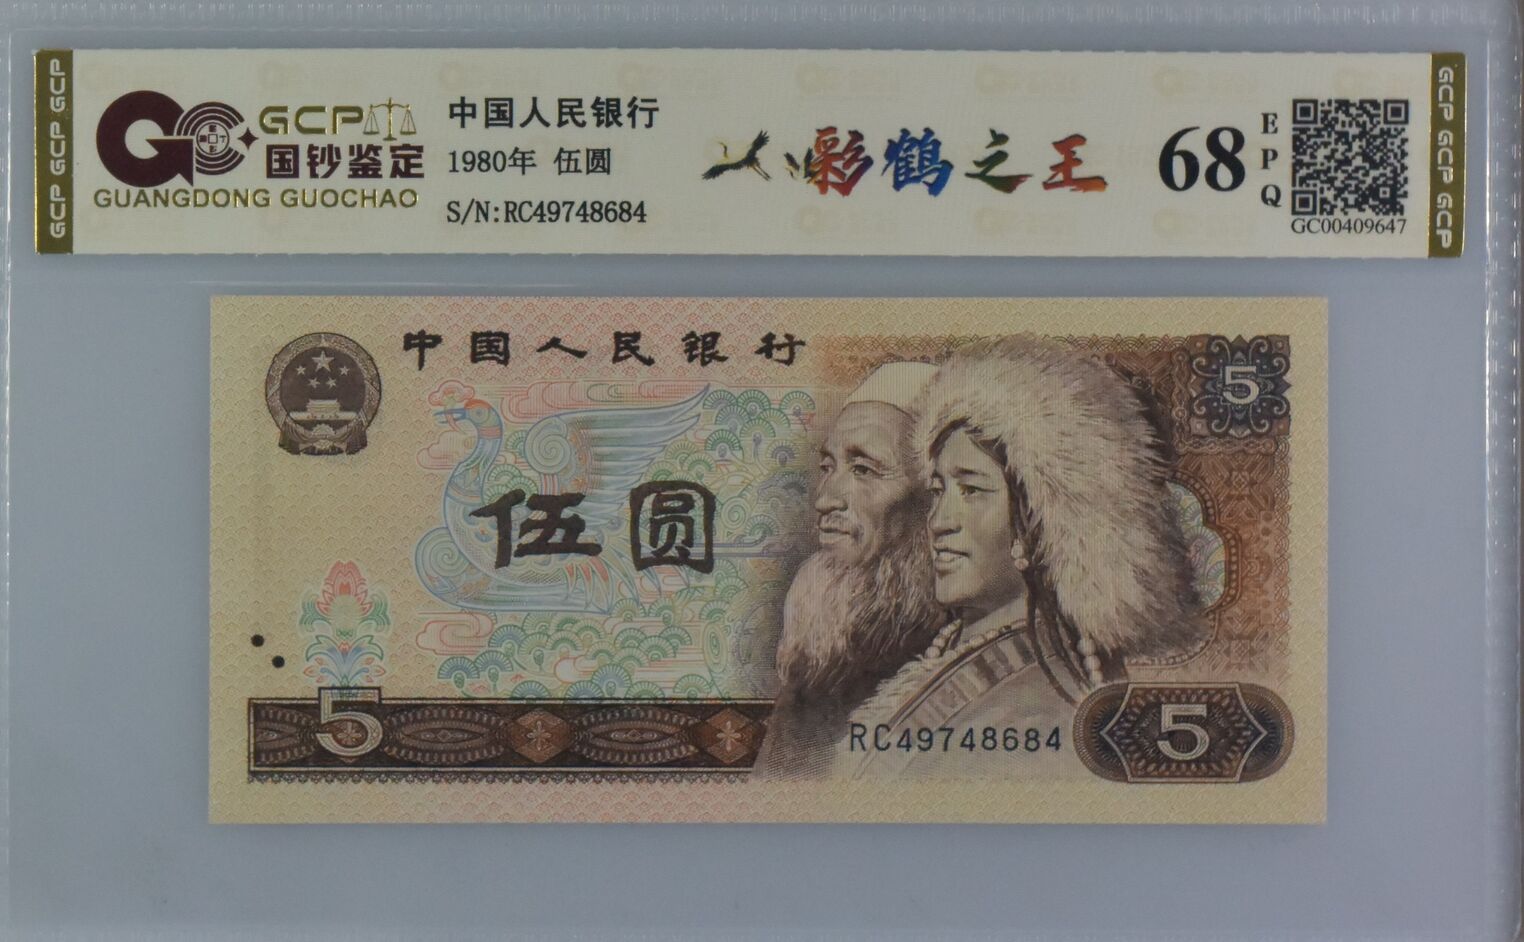 GCP GCP GCP
GCP
国钞鉴定
GUANGDONG GUOCHAO
中国人民银行
1980年 伍圆
S/N:RC49748684
彩鹤之王
68
EPQ
GC00409647
GCP GCP GCP
中国人民银行
5
伍圆
5
RC49748684
5